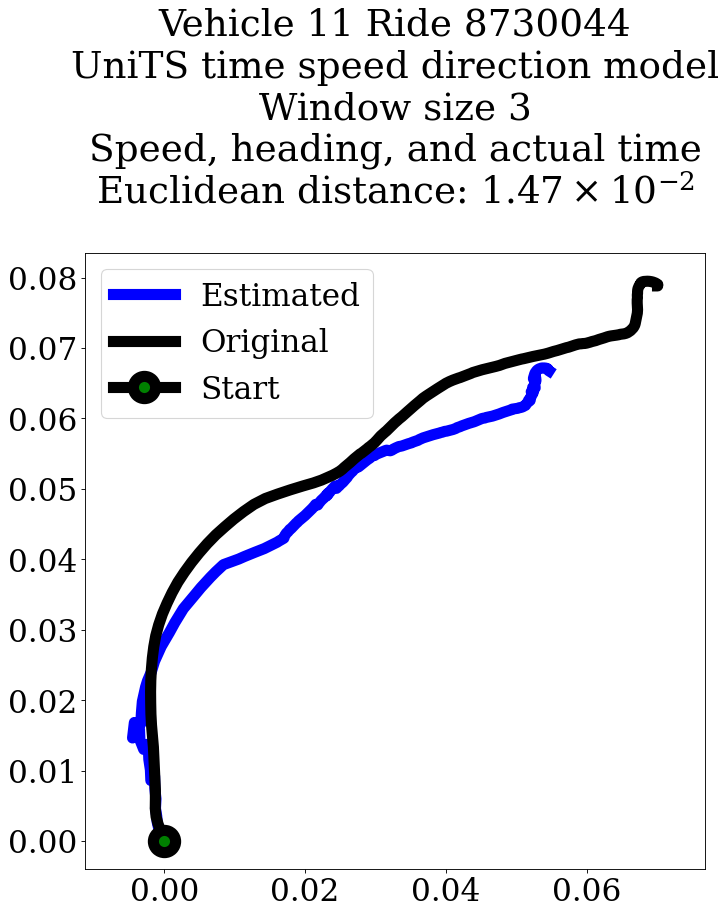 Vehicle 11 Ride 8730044
UniTS time speed direction model
Window size 3
Speed, heading, and actual time
Euclidean distance: 1.47 × 10⁻²
Estimated
Original
Start
0.08
0.07
0.06
0.05
0.04
0.03
0.02
0.01
0.00
0.00 0.02 0.04 0.06